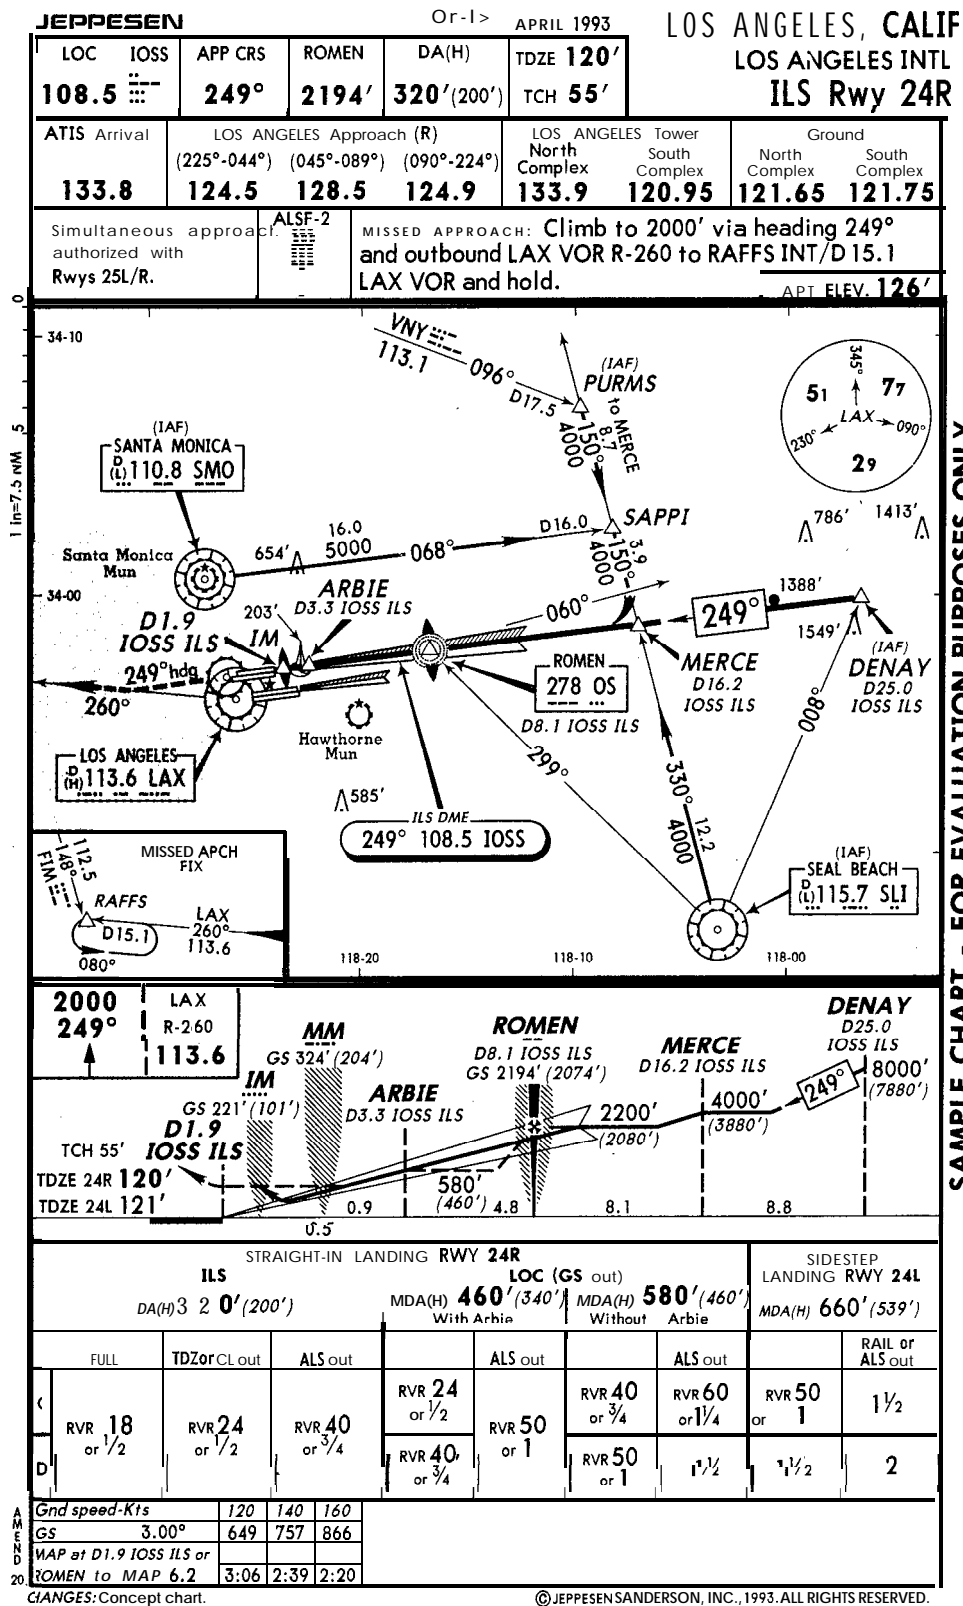 JEPPESEN Or-I> APRIL 1993 LOS ANGELES, CALIF
LOS ANGELES INTL
ILS Rwy 24R
LOC IOSS APP CRS ROMEN DA(H) TDZE 120'
108.5 249° 2194' 320'(200') TCH 55'
ATIS Arrival LOS ANGELES Approach (R) LOS ANGELES Tower Ground
(225°-044°) (045°-089°) (090°-224°) North Complex South Complex North Complex South Complex
133.8 124.5 128.5 124.9 133.9 120.95 121.65 121.75
Simultaneous approach
authorized with
Rwys 25L/R.
ALSF-2
MISSED APPROACH: Climb to 2000' via heading 249°
and outbound LAX VOR R-260 to RAFFS INT/D15.1
LAX VOR and hold.
APT ELEV. 126'
0
5
1 in=7.5 NM
34-10
VNY
113.1
096°
D17.5
(IAF)
PURMS
to MERCE
8.7
150°
4000
345°
51 77
LAX
230° 090°
29
(IAF)
SANTA MONICA
D
(L) 110.8 SMO
Santa Monica
Mun
16.0
5000
068°
D16.0
SAPPI
654'
786'
1413'
3.9
150°
4000
34-00
D1.9
IOSS ILS
IM
203'
ARBIE
D3.3 IOSS ILS
060°
249°
1388'
1549'
(IAF)
DENAY
D25.0
IOSS ILS
MERCE
D16.2
IOSS ILS
ROMEN
278 OS
D8.1 IOSS ILS
249° hdg
260°
LOS ANGELES
D
(H) 113.6 LAX
Hawthorne
Mun
585'
299°
008°
330°
12.2
4000
ILS DME
249° 108.5 IOSS
(IAF)
SEAL BEACH
D
(L) 115.7 SLI
MISSED APCH
FIX
112.5
148°
FIM
RAFFS
D15.1
080°
LAX
260°
113.6
118-20 118-10 118-00
SAMPLE CHART - FOR EVALUATION PURPOSES ONLY
2000
249°
LAX
R-260
113.6
MM
GS 324' (204')
IM
GS 221' (101')
D1.9
IOSS ILS
ARBIE
D3.3 IOSS ILS
ROMEN
D8.1 IOSS ILS
GS 2194' (2074')
MERCE
D16.2 IOSS ILS
DENAY
D25.0
IOSS ILS
8000'
(7880')
249°
4000'
(3880')
2200'
(2080')
580'
(460')
TCH 55'
TDZE 24R 120'
TDZE 24L 121'
0.5 0.9 4.8 8.1 8.8
STRAIGHT-IN LANDING RWY 24R
SIDESTEP
LANDING RWY 24L
ILS LOC (GS out)
DA(H) 3 2 0'(200') MDA(H) 460'(340') MDA(H) 580'(460') MDA(H) 660'(539')
With Arbie Without Arbie
FULL TDZ or CL out ALS out ALS out ALS out RAIL or ALS out
RVR 18 or 1/2
RVR 24 or 1/2
RVR 40 or 3/4
RVR 24 or 1/2
RVR 50 or 1
RVR 40 or 3/4
RVR 60 or 1 1/4
RVR 50 or 1
1 1/2
D
RVR 40 or 3/4
RVR 50 or 1
1 1/2
1 1/2
2
Gnd speed-Kts 120 140 160
GS 3.00° 649 757 866
MAP at D1.9 IOSS ILS or
ROMEN to MAP 6.2 3:06 2:39 2:20
AMEND
20
CHANGES: Concept chart.
© JEPPESEN SANDERSON, INC., 1993. ALL RIGHTS RESERVED.